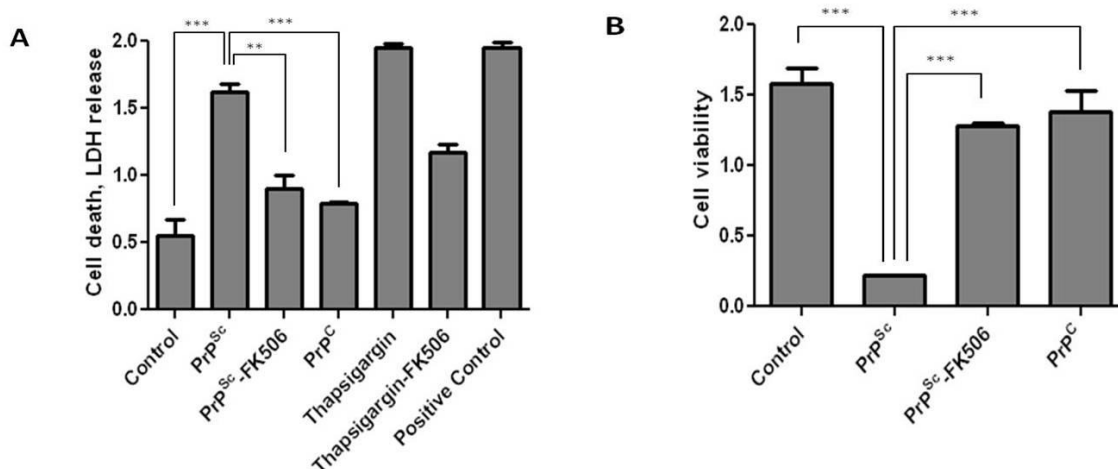 A
Cell death, LDH release
2.0
1.5
1.0
0.5
0.0
***
***
**
Control
PrP^Sc
PrP^Sc-FK506
PrP^C
Thapsigargin
Thapsigargin-FK506
Positive Control
B
Cell viability
2.0
1.5
1.0
0.5
0.0
***
***
***
Control
PrP^Sc
PrP^Sc-FK506
PrP^C